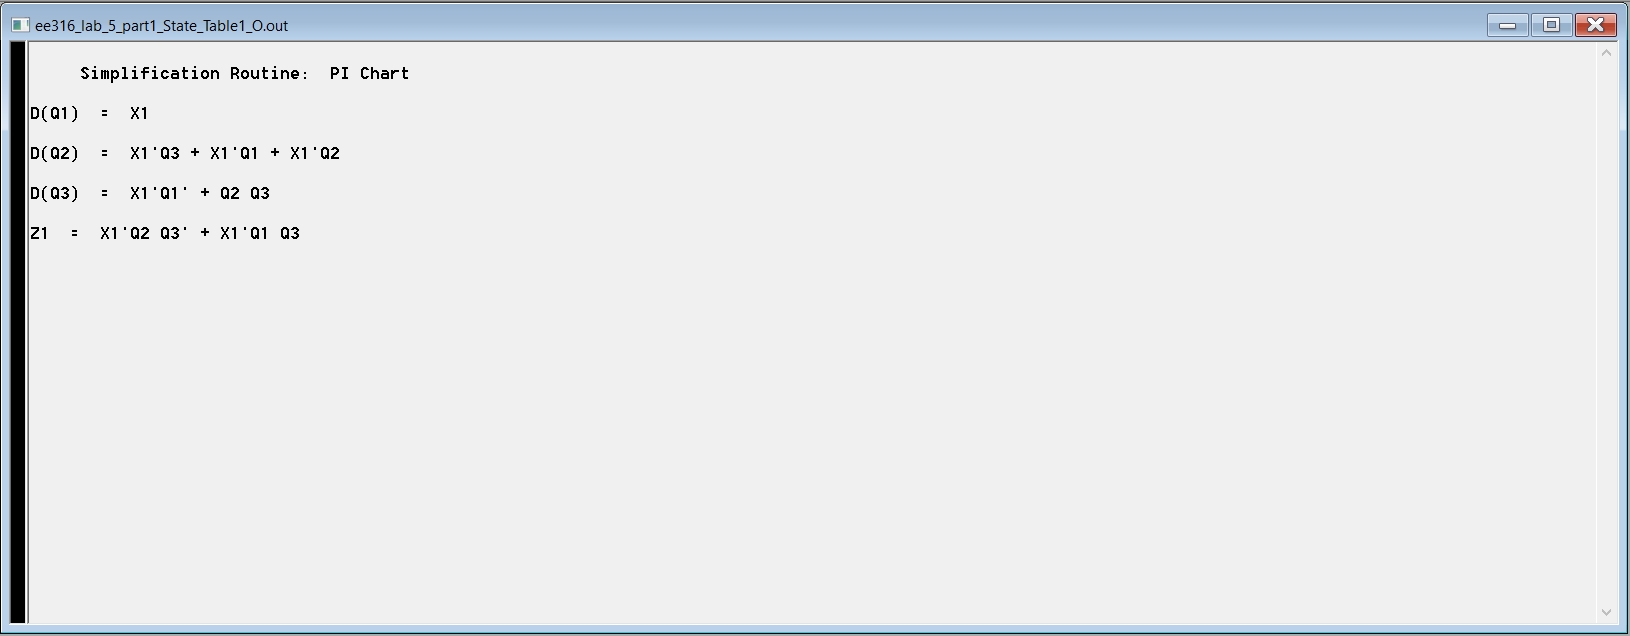 ee316_lab_5_part1_State_Table1_O.out
Simplification Routine:  PI Chart
D(Q1)  =  X1
D(Q2)  =  X1'Q3 + X1'Q1 + X1'Q2
D(Q3)  =  X1'Q1' + Q2 Q3
Z1  =  X1'Q2 Q3' + X1'Q1 Q3